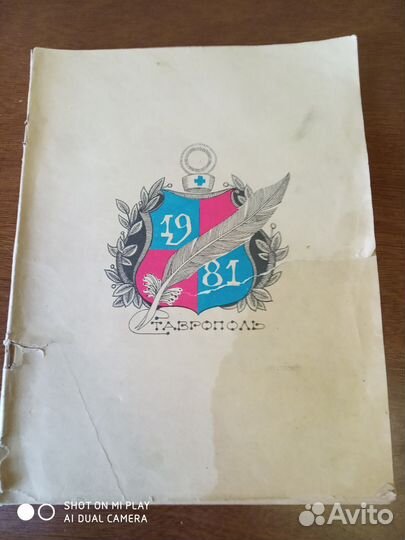 19
81
СТАВРОПОЛЬ
SHOT ON MI PLAY
AI DUAL CAMERA
Avito